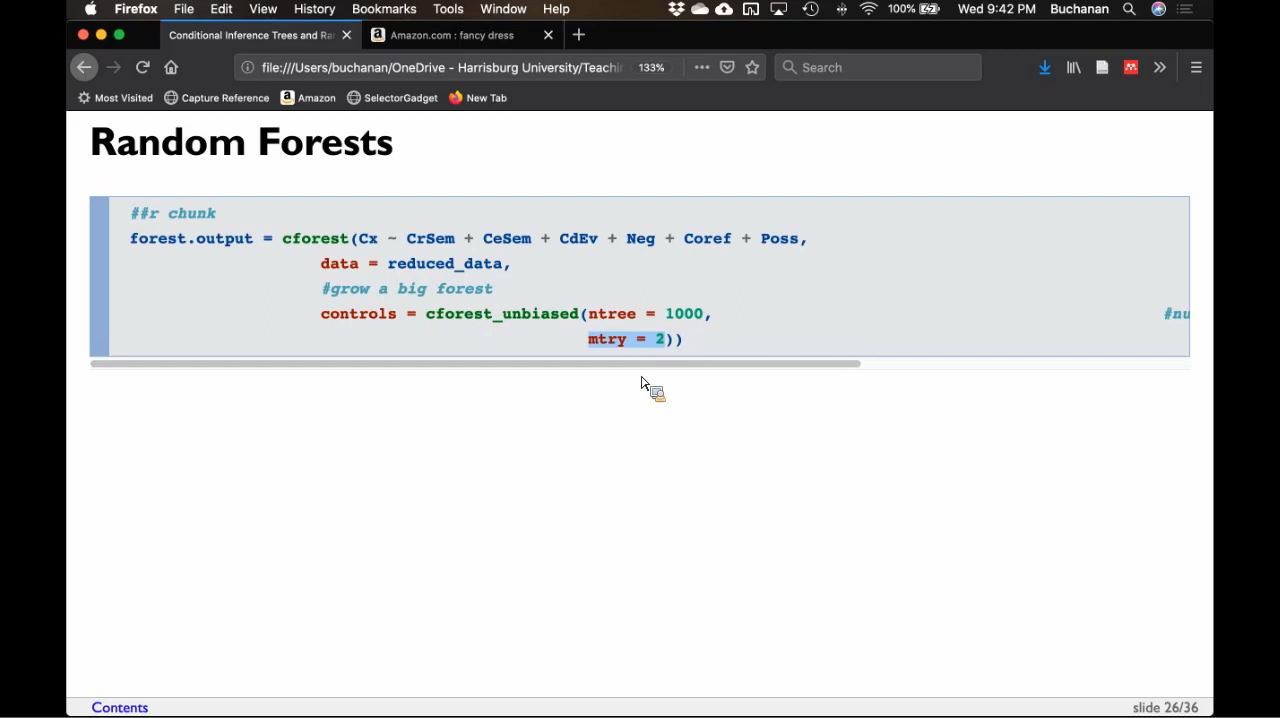 Firefox File Edit View History Bookmarks Tools Window Help 100% Wed 9:42 PM Buchanan
Conditional Inference Trees and Ra Amazon.com : fancy dress
file:///Users/buchanan/OneDrive - Harrisburg University/Teachi 133% Search
Most Visited Capture Reference Amazon SelectorGadget New Tab
Random Forests
##r chunk
forest.output = cforest(Cx ~ CrSem + CeSem + CdEv + Neg + Coref + Poss,
data = reduced_data,
#grow a big forest
controls = cforest_unbiased(ntree = 1000, #nu
mtry = 2))
Contents slide 26/36